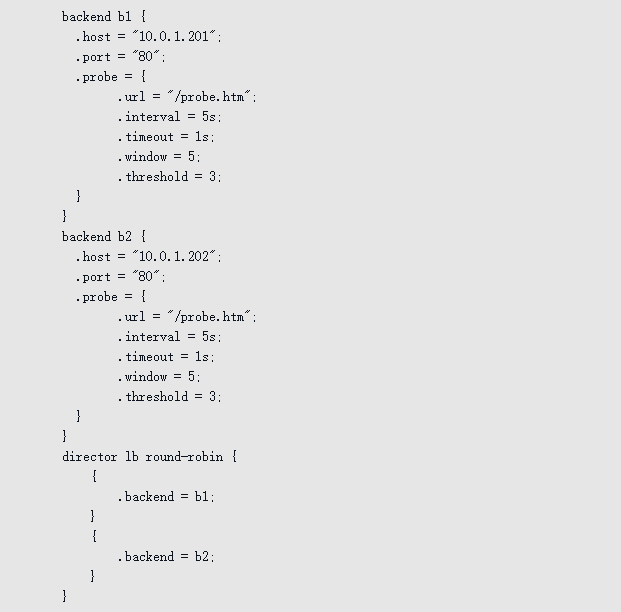 backend b1 {
.host = "10.0.1.201";
.port = "80";
.probe = {
.url = "/probe.htm";
.interval = 5s;
.timeout = 1s;
.window = 5;
.threshold = 3;
}
}
backend b2 {
.host = "10.0.1.202";
.port = "80";
.probe = {
.url = "/probe.htm";
.interval = 5s;
.timeout = 1s;
.window = 5;
.threshold = 3;
}
}
director lb round-robin {
{
.backend = b1;
}
{
.backend = b2;
}
}